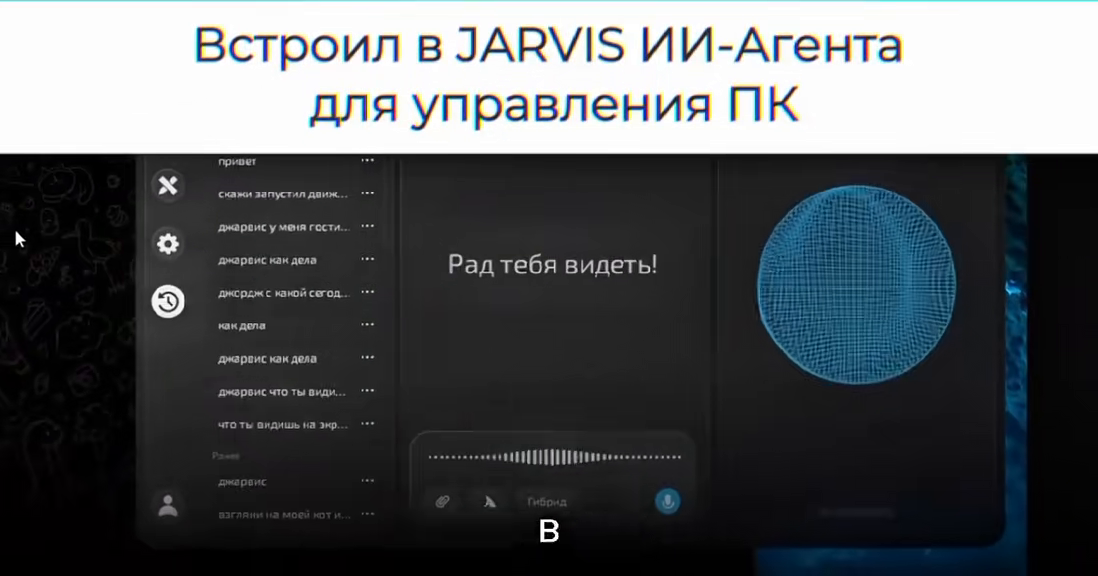 Встроил в JARVIS ИИ-Агента
для управления ПК
привет
скажи запустил движ...
джарвис у меня гости...
джарвис как дела
джордж с какой сегод...
как дела
джарвис как дела
джарвис что ты види...
что ты видишь на экр...
Ранее
джарвис
взгляни на мой кот и...
Рад тебя видеть!
Гибрид
В